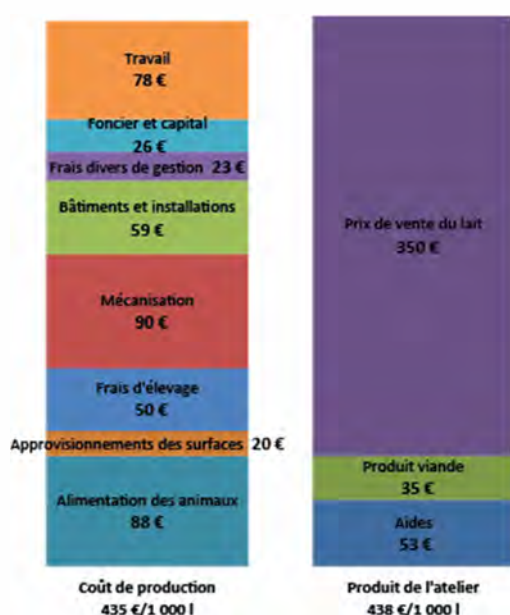 Travail
78 €
Foncier et capital
26 €
Frais divers de gestion 23 €
Bâtiments et installations
59 €
Mécanisation
90 €
Frais d'élevage
50 €
Approvisionnements des surfaces 20 €
Alimentation des animaux
88 €
Coût de production
435 €/1 000 l
Prix de vente du lait
350 €
Produit viande
35 €
Aides
53 €
Produit de l'atelier
438 €/1 000 l